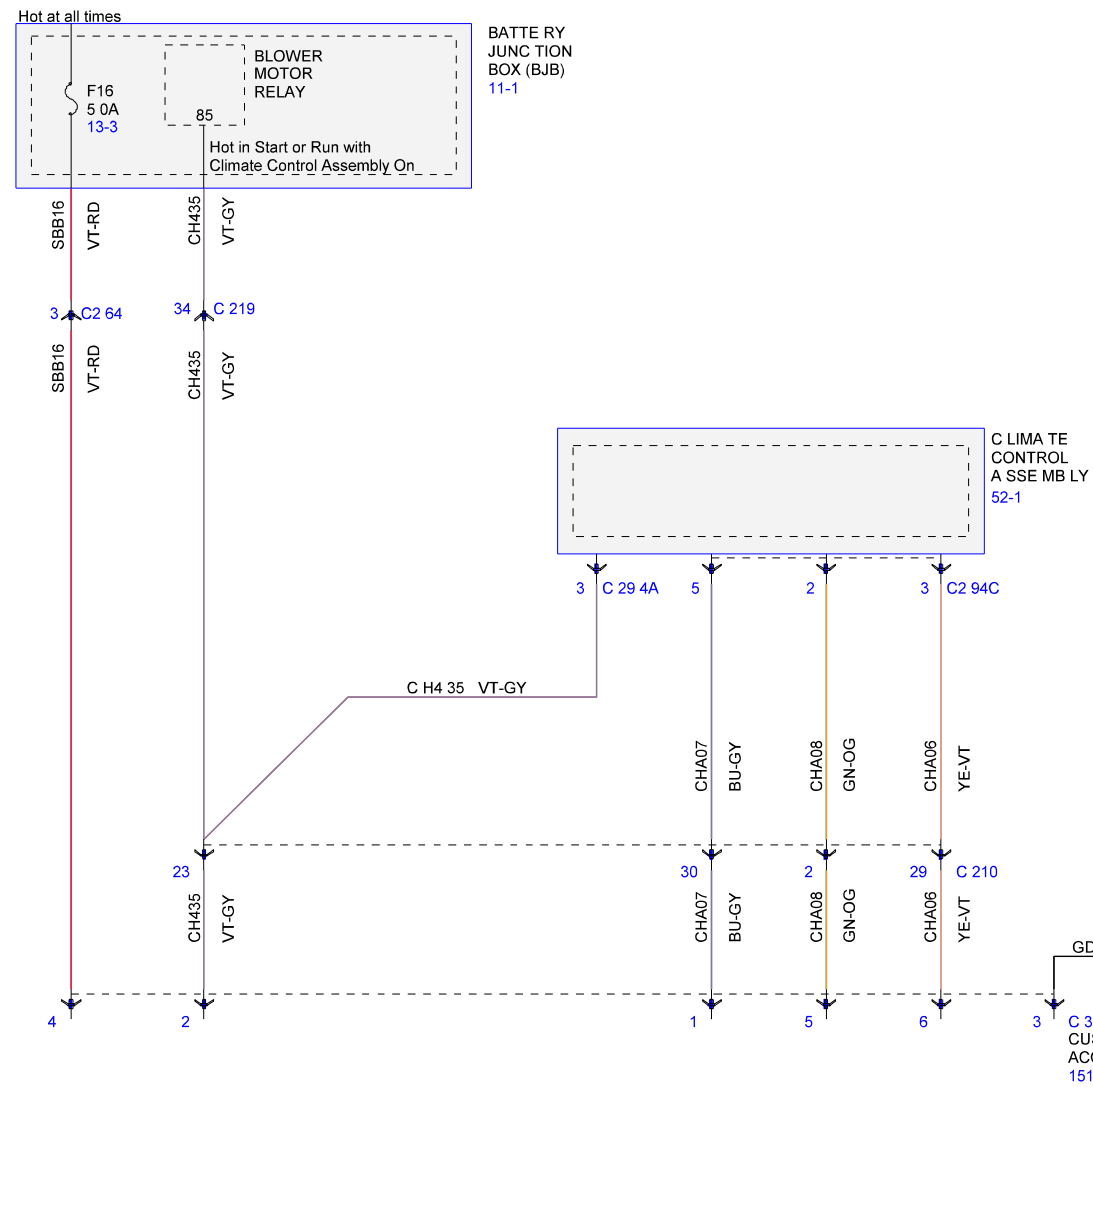 Hot at all times
BATTE RY
JUNC TION
BOX (BJB)
11-1
BLOWER
MOTOR
RELAY
F16
5 0A
13-3
85
Hot in Start or Run with
Climate Control Assembly On
SBB16
VT-RD
CH435
VT-GY
3
C2 64
34
C 219
SBB16
VT-RD
CH435
VT-GY
C LIMA TE
CONTROL
A SSE MB LY
52-1
3
C 29 4A
5
2
3
C2 94C
C H4 35 VT-GY
CHA07
BU-GY
CHA08
GN-OG
CHA06
YE-VT
23
30
2
29
C 210
CH435
VT-GY
CHA07
BU-GY
CHA08
GN-OG
CHA06
YE-VT
GD
4
2
1
5
6
3
C 3
CUS
ACC
151